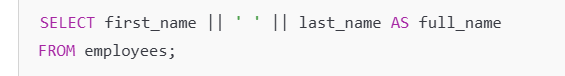 SELECT first_name || ' ' || last_name AS full_name
FROM employees;